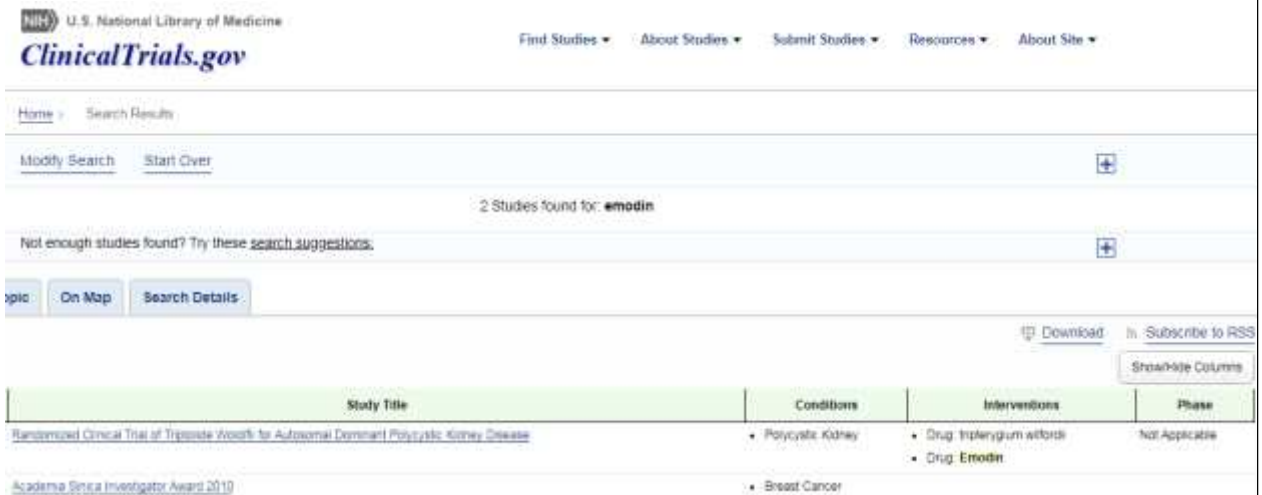 NIH U.S. National Library of Medicine
ClinicalTrials.gov
Find Studies ▾ About Studies ▾ Submit Studies ▾ Resources ▾ About Site ▾
Home › Search Results
Modify Search Start Over
2 Studies found for: emodin
Not enough studies found? Try these search suggestions.
opic On Map Search Details
Download Subscribe to RSS
Show/Hide Columns
Study Title Conditions Interventions Phase
Randomized Clinical Trial of Triptolide Woldifii for Autosomal Dominant Polycystic Kidney Disease • Polycystic Kidney • Drug: tripterygium wilfordii Not Applicable
• Drug: Emodin
Academia Sinica Investigator Award 2010 • Breast Cancer